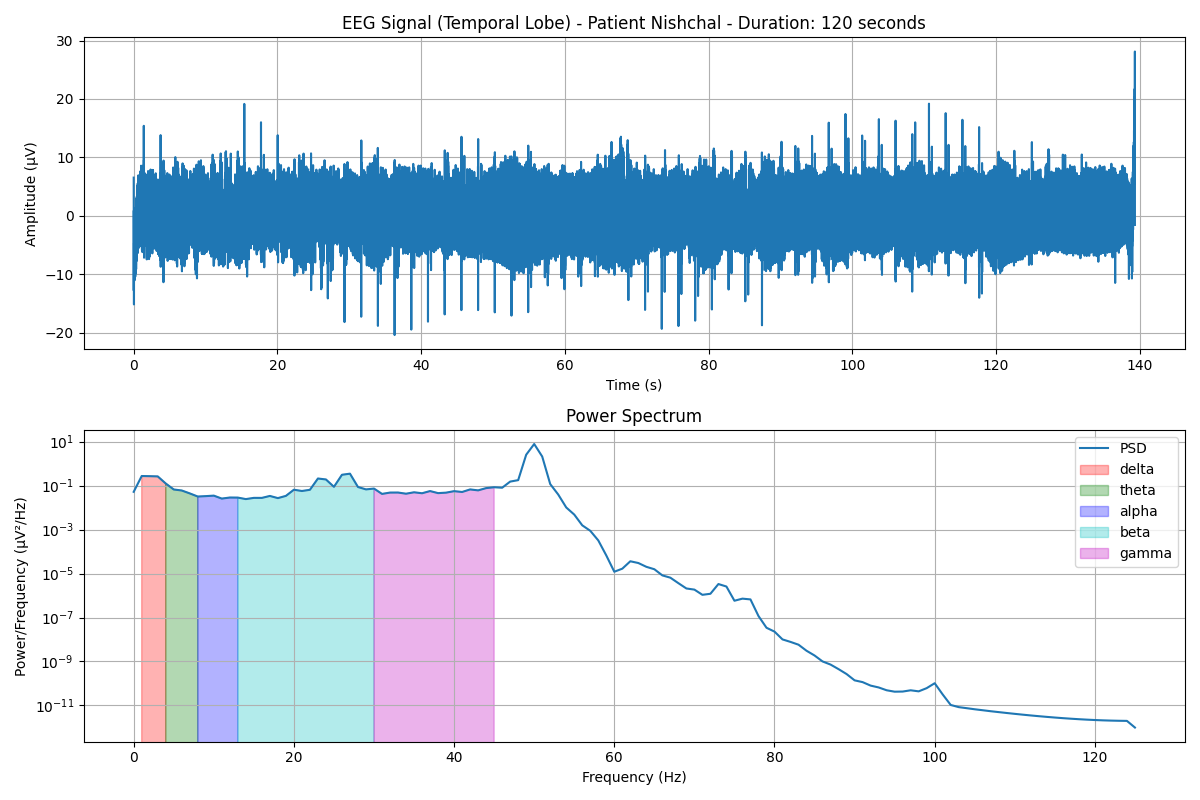 EEG Signal (Temporal Lobe) - Patient Nishchal - Duration: 120 seconds
30
20
10
0
−10
−20
Amplitude (μV)
0 20 40 60 80 100 120 140
Time (s)
Power Spectrum
10¹
10⁻¹
10⁻³
10⁻⁵
10⁻⁷
10⁻⁹
10⁻¹¹
Power/Frequency (μV²/Hz)
PSD
delta
theta
alpha
beta
gamma
0 20 40 60 80 100 120
Frequency (Hz)